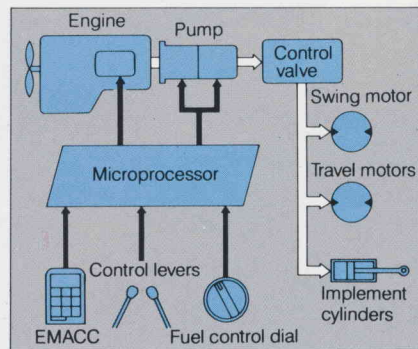 Engine
Pump
Control
valve
Swing motor
Microprocessor
Travel motors
Control levers
EMACC
Fuel control dial
Implement
cylinders